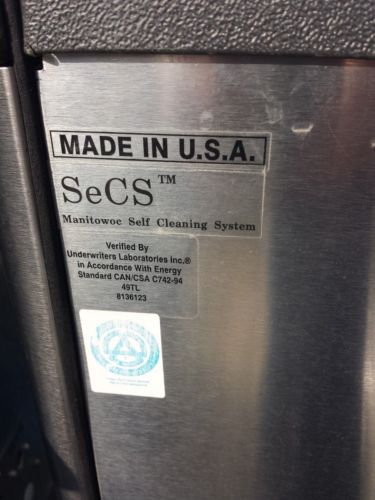 MADE IN U.S.A.
SeCS™
Manitowoc Self Cleaning System
Verified By
Underwriters Laboratories Inc.®
in Accordance With Energy
Standard CAN/CSA C742-94
49TL
8136123